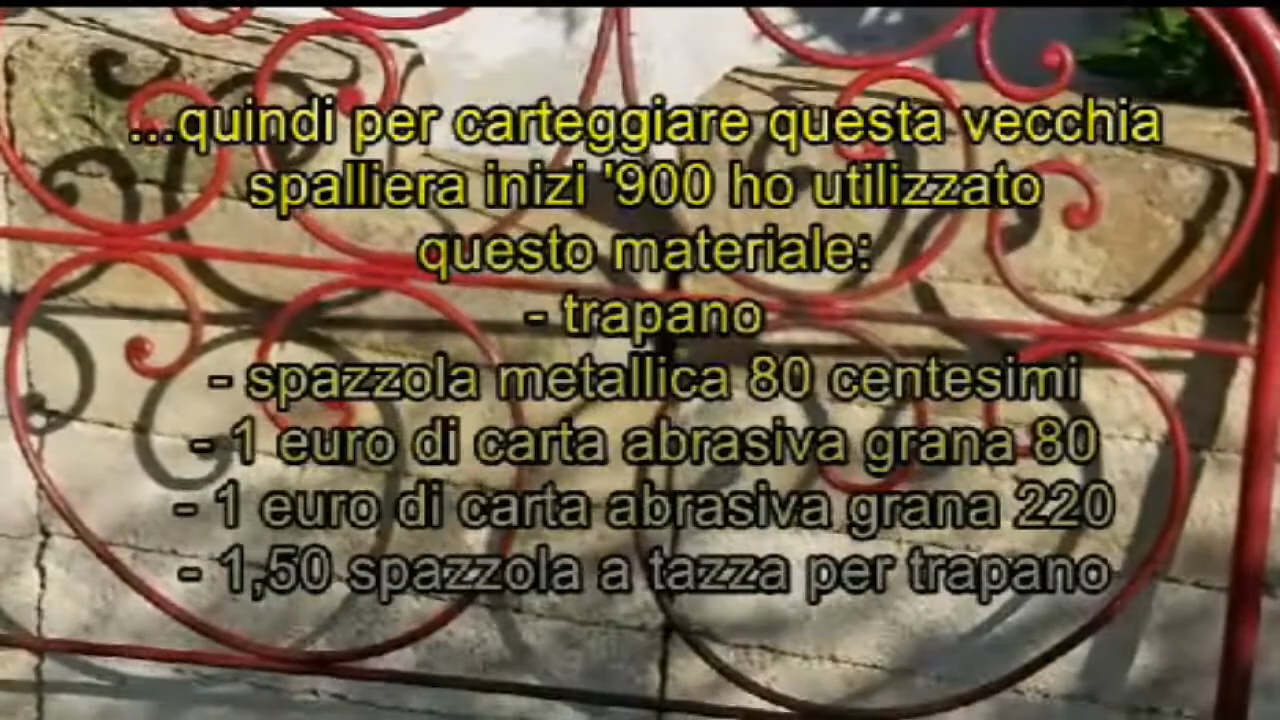 ...quindi per carteggiare questa vecchia
spalliera inizi '900 ho utilizzato
questo materiale:
- trapano
- spazzola metallica 80 centesimi
- 1 euro di carta abrasiva grana 80
- 1 euro di carta abrasiva grana 220
- 1,50 spazzola a tazza per trapano